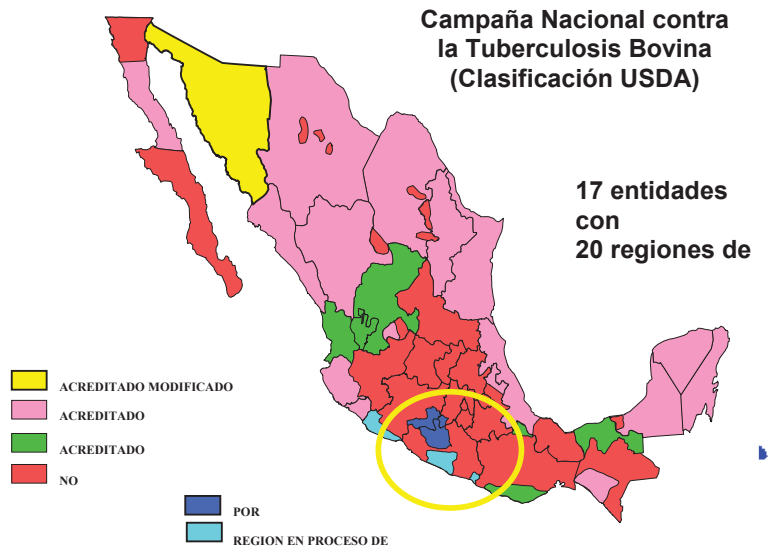 Campaña Nacional contra
la Tuberculosis Bovina
(Clasificación USDA)
17 entidades
con
20 regiones de
ACREDITADO MODIFICADO
ACREDITADO
ACREDITADO
NO
POR
REGION EN PROCESO DE